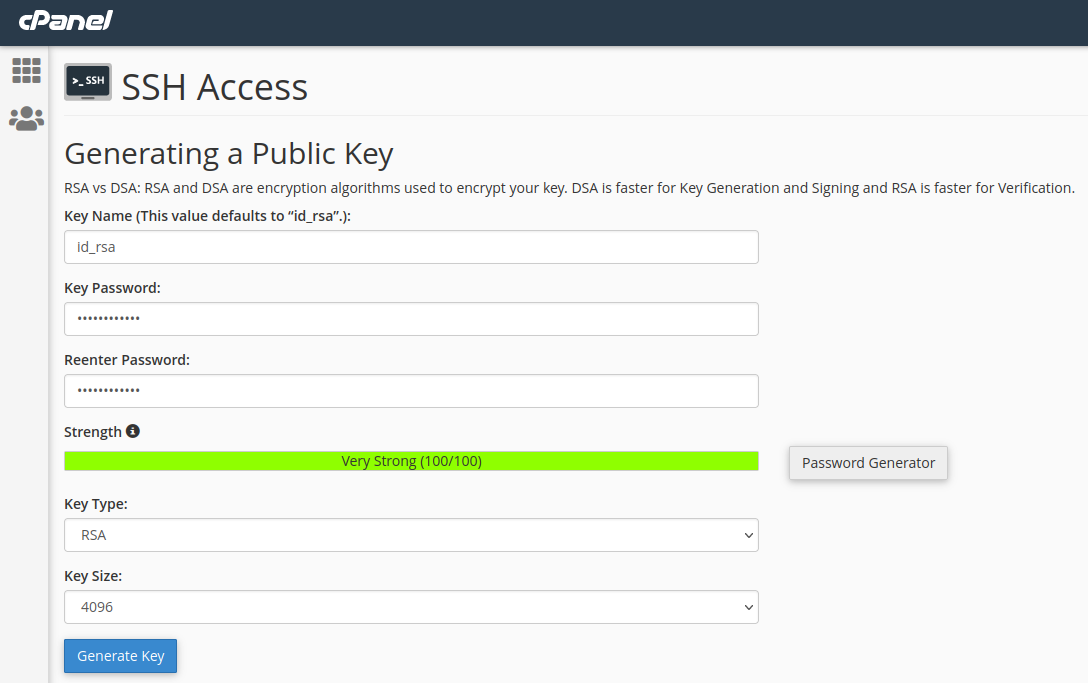 cPanel
>_ SSH
SSH Access
Generating a Public Key
RSA vs DSA: RSA and DSA are encryption algorithms used to encrypt your key. DSA is faster for Key Generation and Signing and RSA is faster for Verification.
Key Name (This value defaults to “id_rsa”.):
id_rsa
Key Password:
••••••••••••
Reenter Password:
••••••••••••
Strength
Very Strong (100/100)
Password Generator
Key Type:
RSA
Key Size:
4096
Generate Key